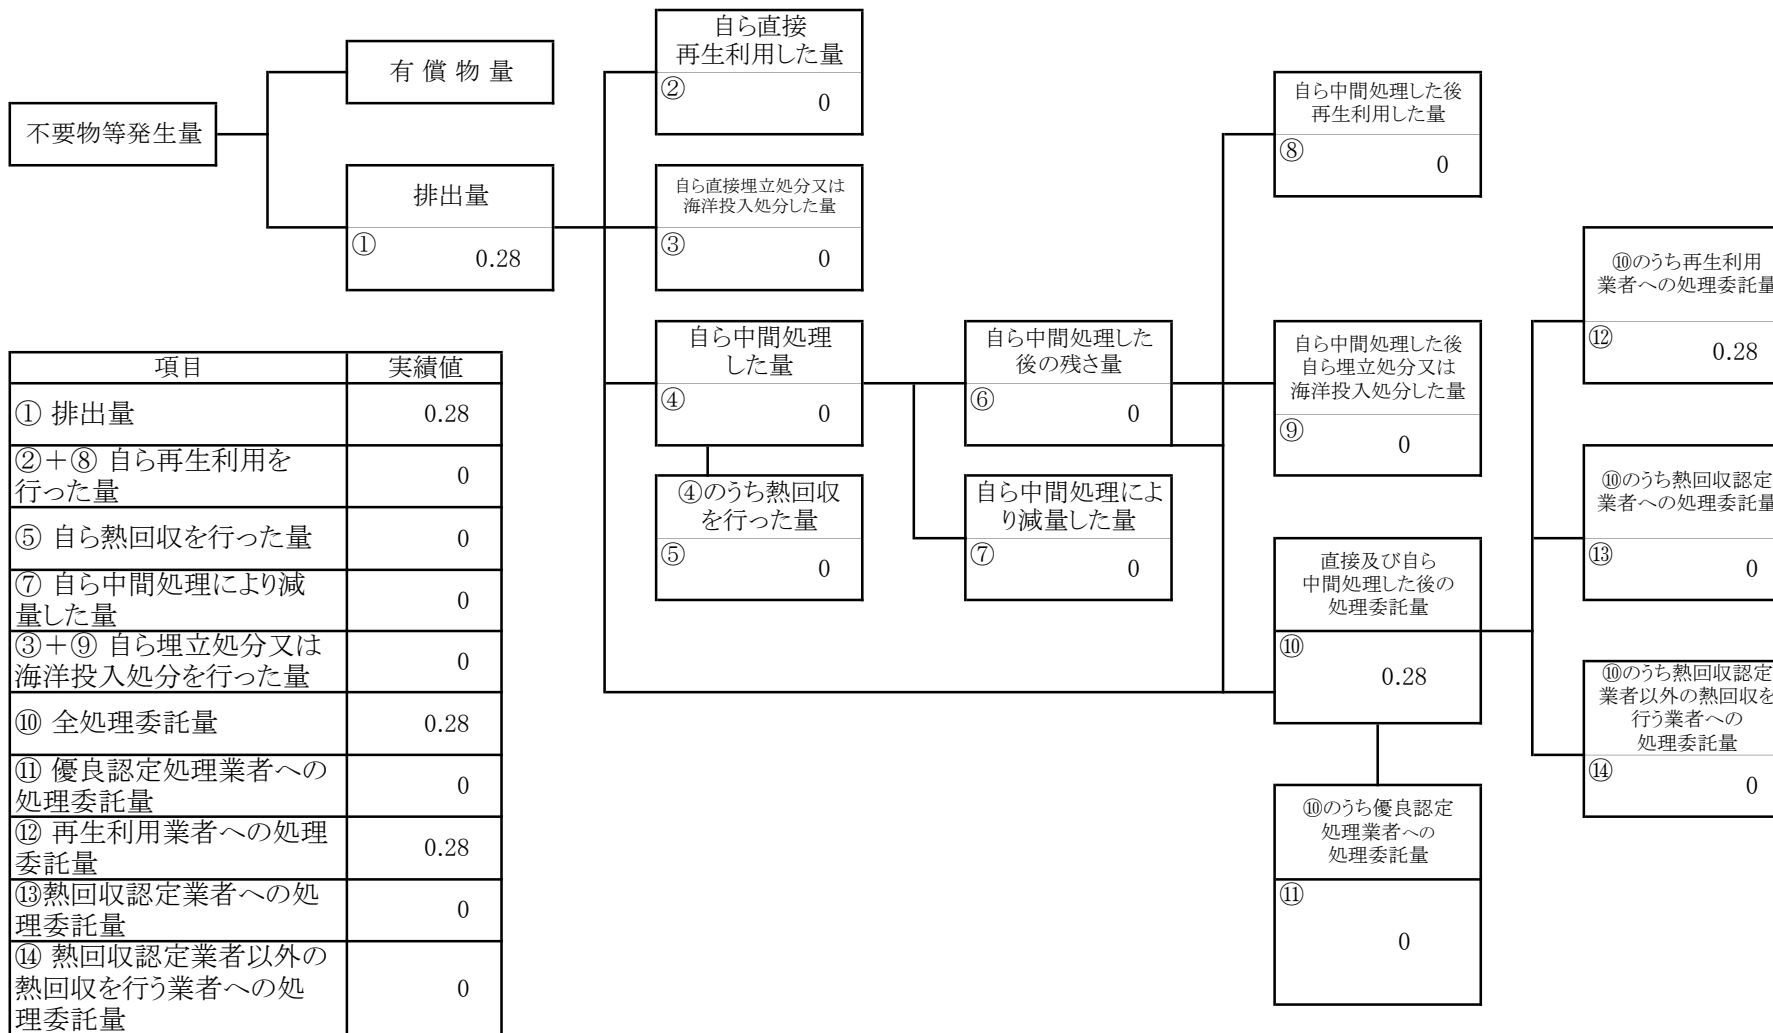 不要物等発生量
有償物量
排出量
①
0.28
自ら直接
再生利用した量
②
0
自ら直接埋立処分又は
海洋投入処分した量
③
0
自ら中間処理
した量
④
0
④のうち熱回収
を行った量
⑤
0
自ら中間処理した
後の残さ量
⑥
0
自ら中間処理によ
り減量した量
⑦
0
自ら中間処理した後
再生利用した量
⑧
0
自ら中間処理した後
自ら埋立処分又は
海洋投入処分した量
⑨
0
直接及び自ら
中間処理した後の
処理委託量
⑩
0.28
⑩のうち優良認定
処理業者への
処理委託量
⑪
0
⑩のうち再生利用
業者への処理委託量
⑫
0.28
⑩のうち熱回収認定
業者への処理委託量
⑬
0
⑩のうち熱回収認定
業者以外の熱回収を
行う業者への
処理委託量
⑭
0
項目 実績値
① 排出量 0.28
②＋⑧ 自ら再生利用を
行った量 0
⑤ 自ら熱回収を行った量 0
⑦ 自ら中間処理により減
量した量 0
③＋⑨ 自ら埋立処分又は
海洋投入処分を行った量 0
⑩ 全処理委託量 0.28
⑪ 優良認定処理業者への
処理委託量 0
⑫ 再生利用業者への処理
委託量 0.28
⑬熱回収認定業者への処
理委託量 0
⑭ 熱回収認定業者以外の
熱回収を行う業者への処
理委託量 0